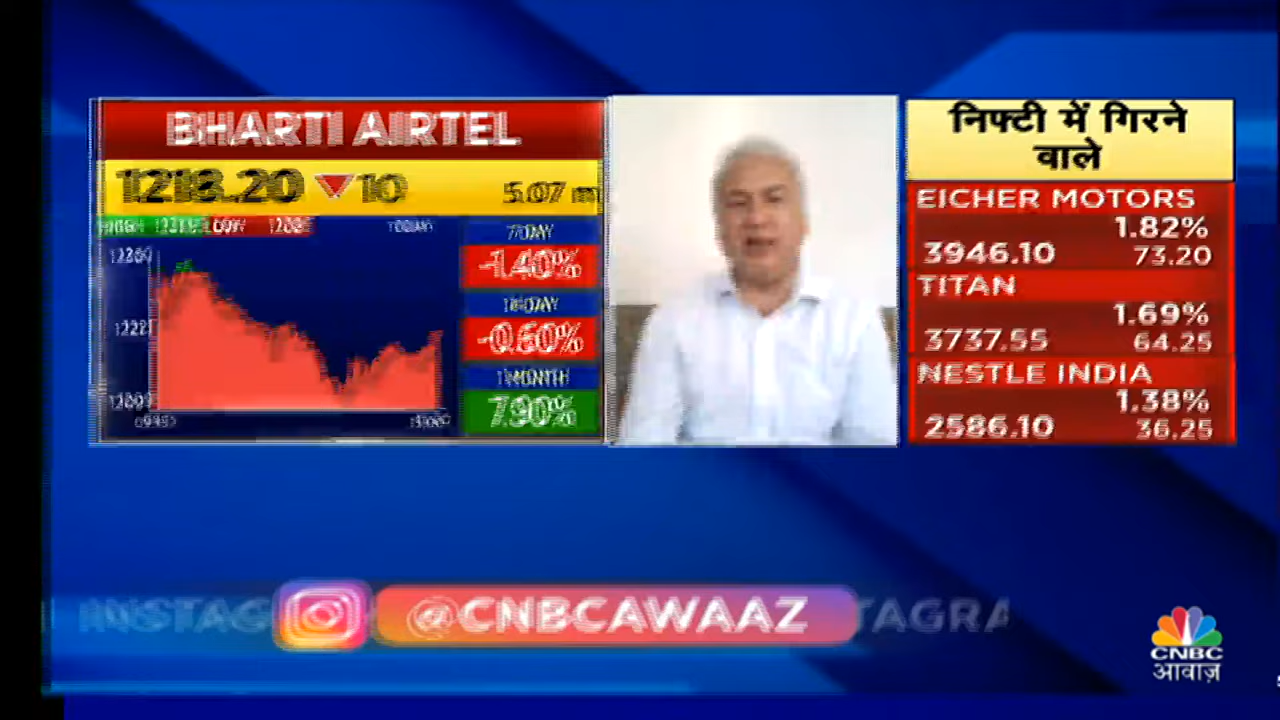 BHARTI AIRTEL
1218.20 ▼ 10 5.07 m
LOW
TODAY
7 DAY
-1.40%
-0.60%
1 MONTH
7.90%
निफ्टी में गिरने
वाले
EICHER MOTORS
1.82%
3946.10 73.20
TITAN
1.69%
3737.55 64.25
NESTLE INDIA
1.38%
2586.10 36.25
@CNBCAWAAZ
CNBC
आवाज़